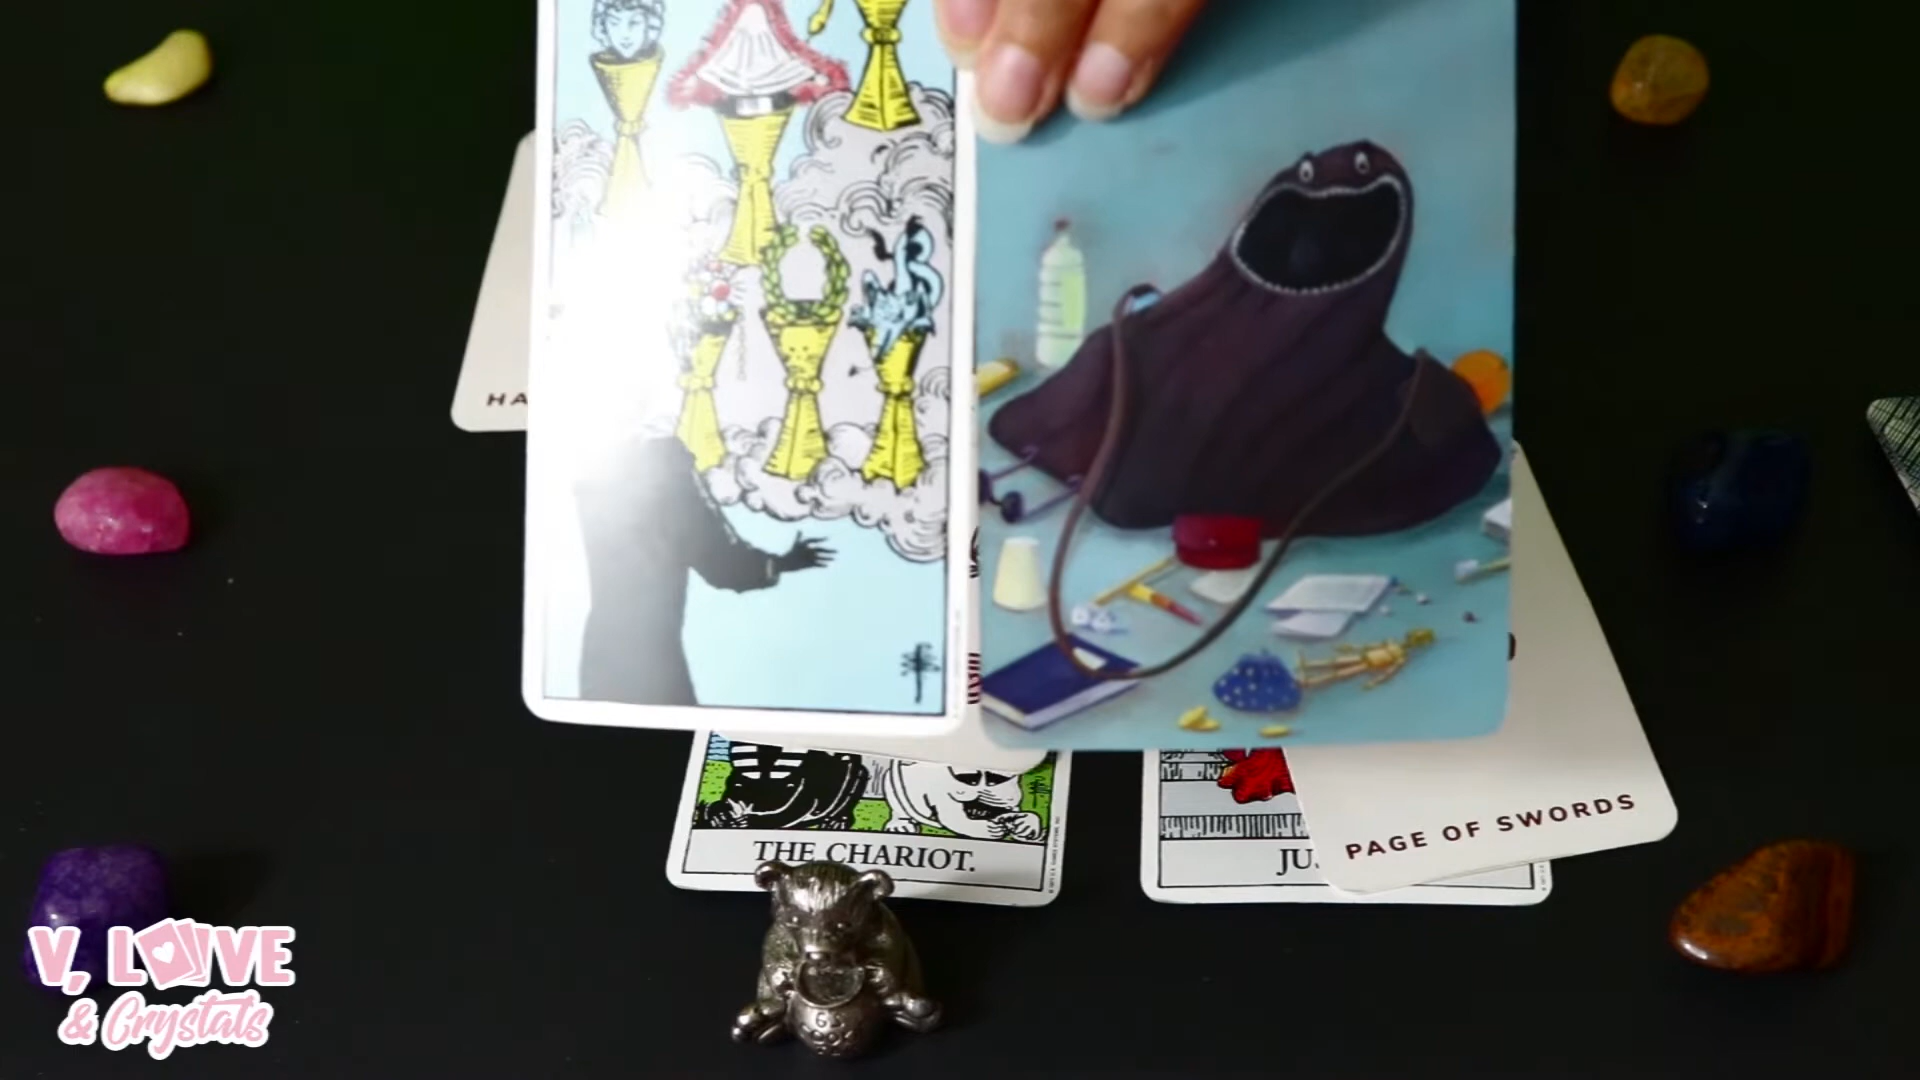 HA
THE CHARIOT.
JU
PAGE OF SWORDS
V, LOVE
& Crystals